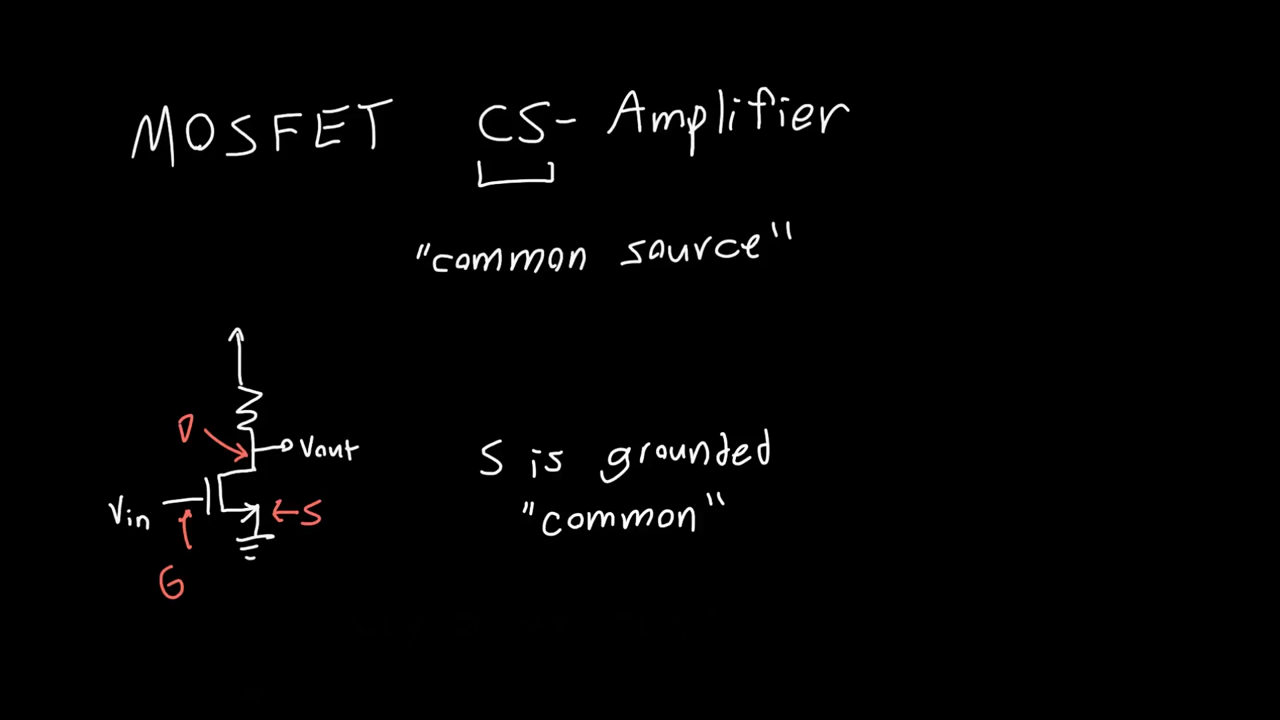 MOSFET CS- Amplifier
"common source"
D
Vout
S is grounded
Vin
S
"common"
G